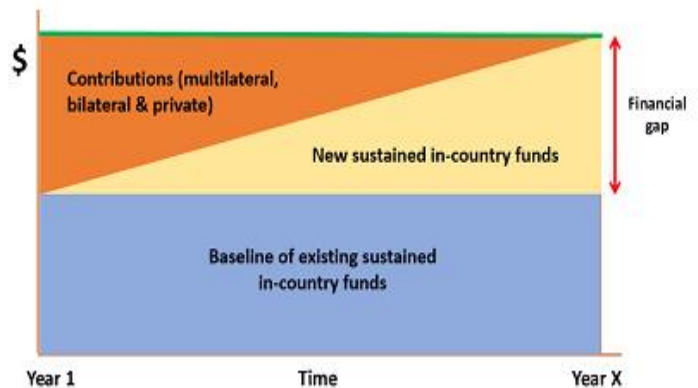 $
Contributions (multilateral,
bilateral & private)
Financial
gap
New sustained in-country funds
Baseline of existing sustained
in-country funds
Year 1
Time
Year X